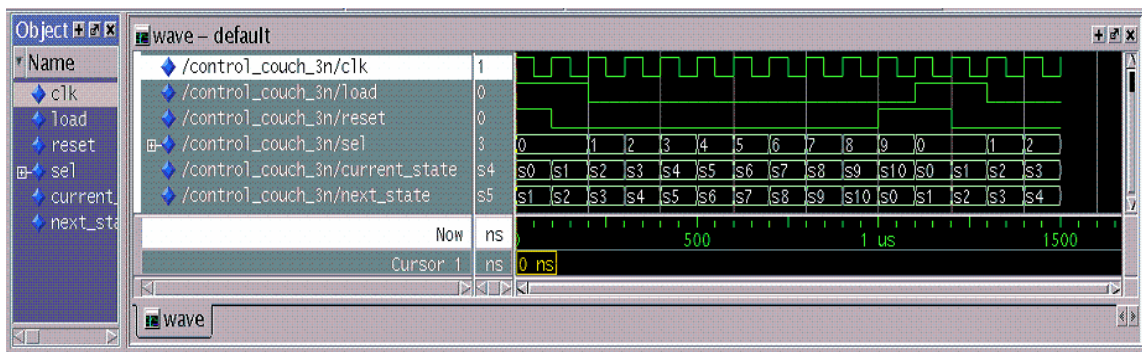 Object
Name
clk
load
reset
sel
current_
next_sta
wave – default
/control_couch_3n/clk 1
/control_couch_3n/load 0
/control_couch_3n/reset 0
/control_couch_3n/sel 3 0 1 2 3 4 5 6 7 8 9 0 1 2
/control_couch_3n/current_state s4 s0 s1 s2 s3 s4 s5 s6 s7 s8 s9 s10 s0 s1 s2 s3
/control_couch_3n/next_state s5 s1 s2 s3 s4 s5 s6 s7 s8 s9 s10 s0 s1 s2 s3 s4
Now ns 500 1 us 1500
Cursor 1 ns 0 ns
wave